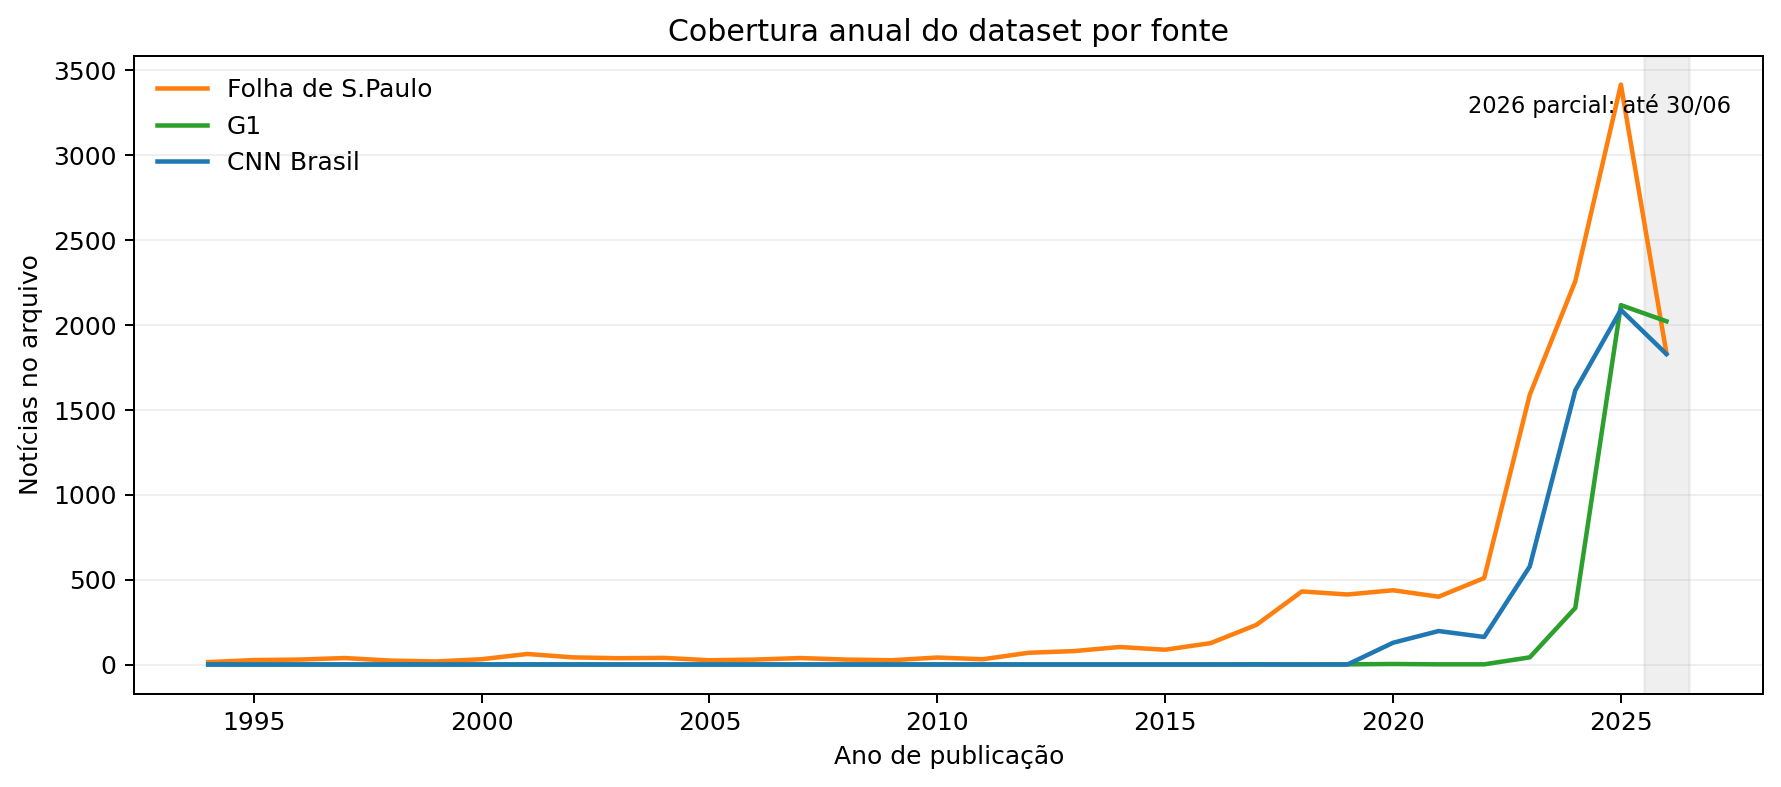 Cobertura anual do dataset por fonte
Folha de S.Paulo
G1
CNN Brasil
2026 parcial: até 30/06
3500
3000
2500
2000
1500
1000
500
0
Notícias no arquivo
1995 2000 2005 2010 2015 2020 2025
Ano de publicação